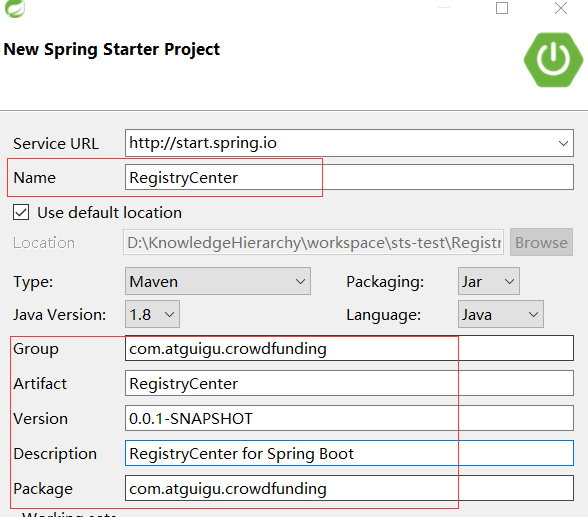 New Spring Starter Project
Service URL http://start.spring.io
Name RegistryCenter
Use default location
Location D:\KnowledgeHierarchy\workspace\sts-test\Registr Browse
Type: Maven Packaging: Jar
Java Version: 1.8 Language: Java
Group com.atguigu.crowdfunding
Artifact RegistryCenter
Version 0.0.1-SNAPSHOT
Description RegistryCenter for Spring Boot
Package com.atguigu.crowdfunding
Working sets